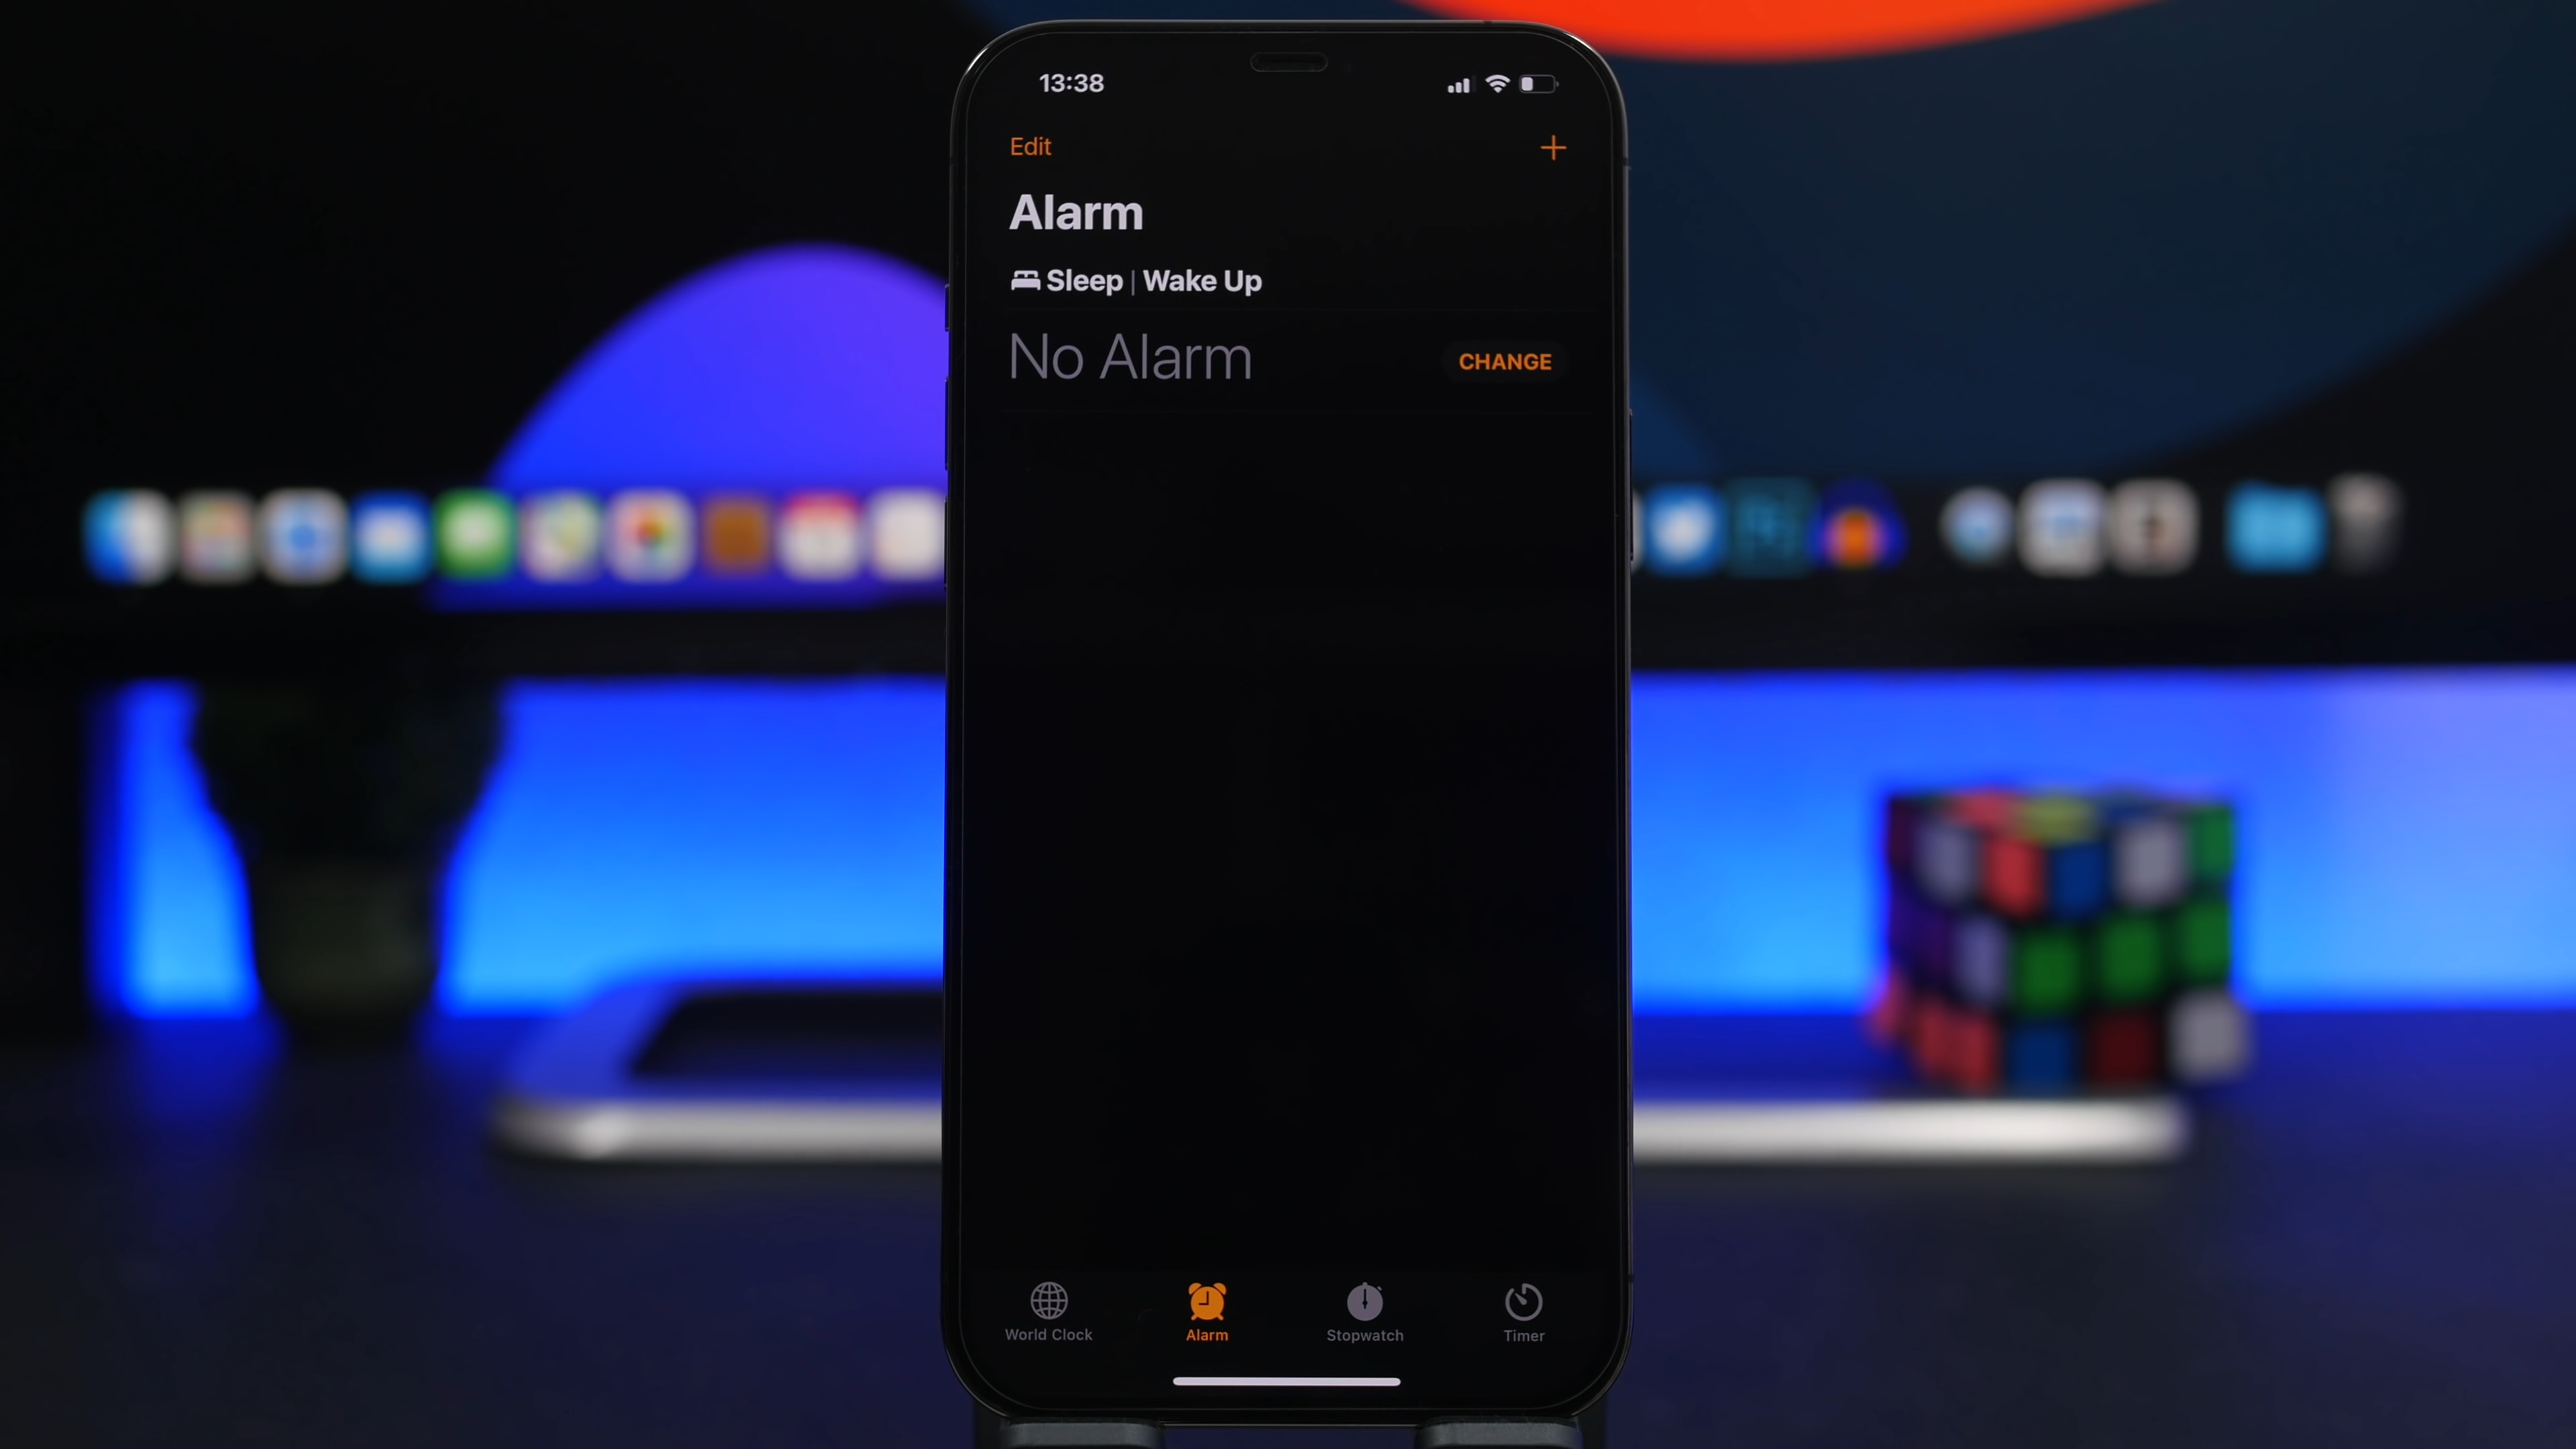 13:38
Edit
Alarm
Sleep | Wake Up
No Alarm CHANGE
World Clock Alarm Stopwatch Timer